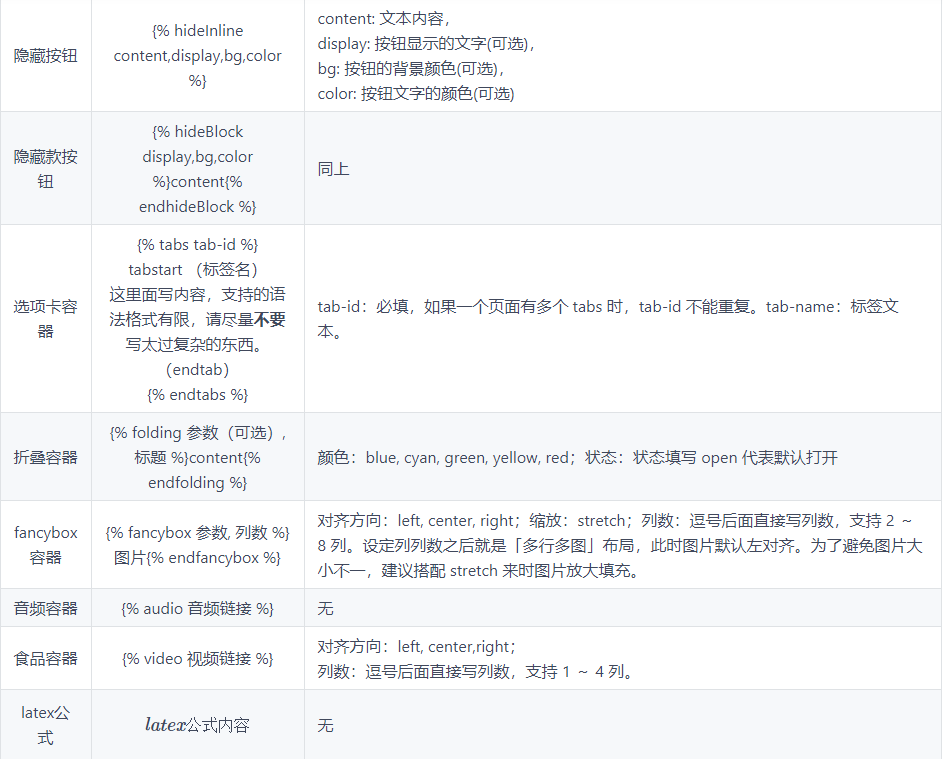 隐藏按钮
{% hideInline
content,display,bg,color
%}
content: 文本内容，
display: 按钮显示的文字(可选)，
bg: 按钮的背景颜色(可选)，
color: 按钮文字的颜色(可选)
隐藏款按
钮
{% hideBlock
display,bg,color
%}content{%
endhideBlock %}
同上
选项卡容
器
{% tabs tab-id %}
tabstart （标签名）
这里面写内容，支持的语
法格式有限，请尽量不要
写太过复杂的东西。
（endtab）
{% endtabs %}
tab-id：必填，如果一个页面有多个 tabs 时，tab-id 不能重复。tab-name：标签文
本。
折叠容器
{% folding 参数（可选）,
标题 %}content{%
endfolding %}
颜色：blue, cyan, green, yellow, red；状态：状态填写 open 代表默认打开
fancybox
容器
{% fancybox 参数, 列数 %}
图片{% endfancybox %}
对齐方向：left, center, right；缩放：stretch；列数：逗号后面直接写列数，支持 2 ～
8 列。设定列列数之后就是「多行多图」布局，此时图片默认左对齐。为了避免图片大
小不一，建议搭配 stretch 来时图片放大填充。
音频容器
{% audio 音频链接 %}
无
食品容器
{% video 视频链接 %}
对齐方向：left, center,right；
列数：逗号后面直接写列数，支持 1 ～ 4 列。
latex公
式
latex公式内容
无